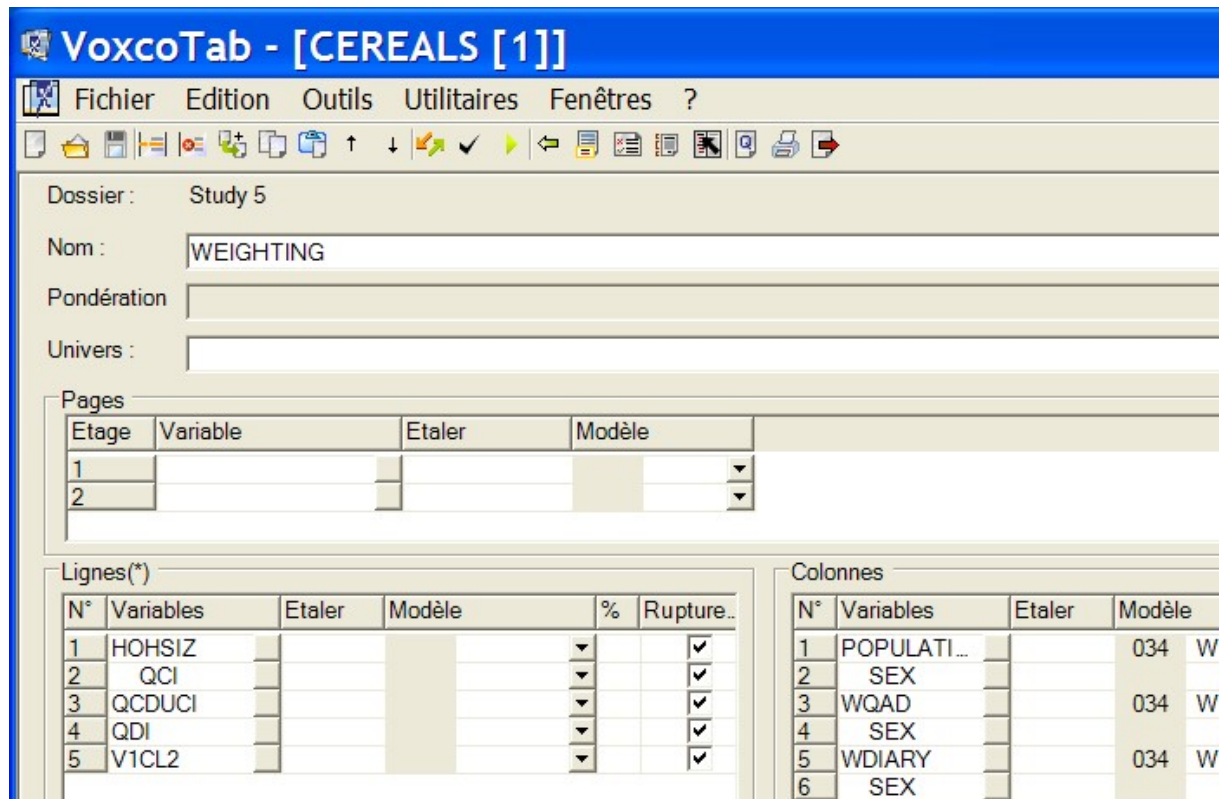 VoxcoTab - [CEREALS [1]]
Fichier Edition Outils Utilitaires Fenêtres ?
Dossier : Study 5
Nom : WEIGHTING
Pondération
Univers :
Pages
Etage Variable Etaler Modèle
1
2
Lignes(*)
N° Variables Etaler Modèle % Rupture..
1 HOHSIZ
2 QCI
3 QCDUCI
4 QDI
5 V1CL2
Colonnes
N° Variables Etaler Modèle
1 POPULATI... 034 W
2 SEX
3 WQAD 034 W
4 SEX
5 WDIARY 034 W
6 SEX